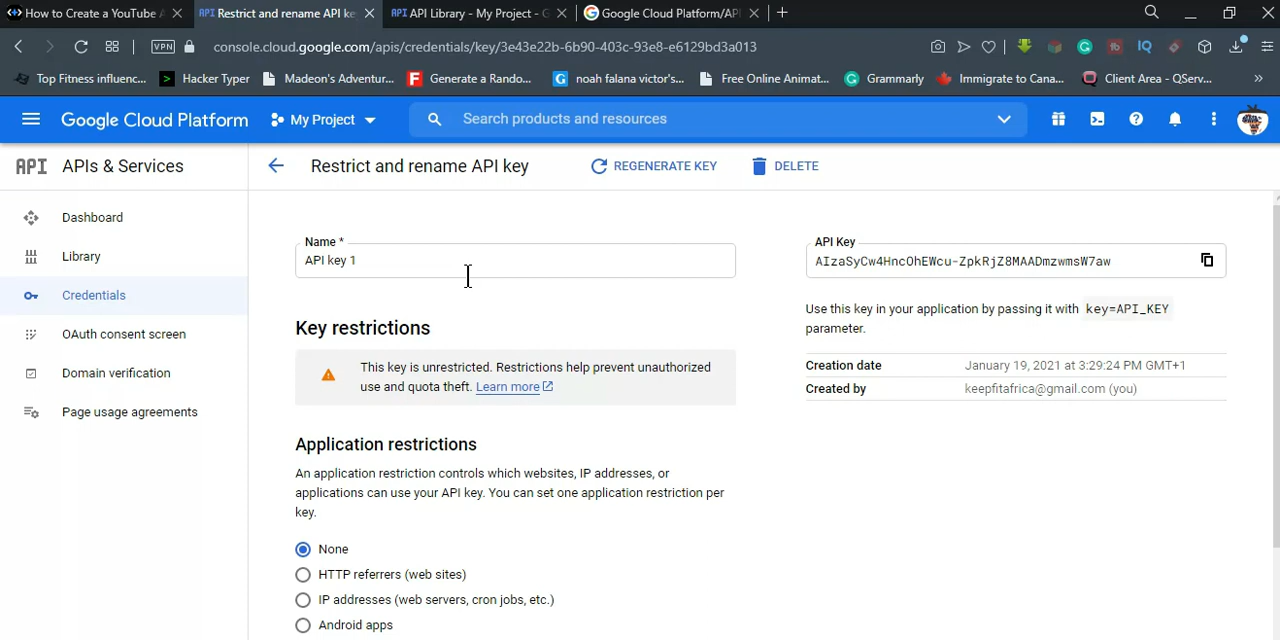 How to Create a YouTube A
Restrict and rename API ke
API API Library - My Project - G
Google Cloud Platform/API
VPN
console.cloud.google.com/apis/credentials/key/3e43e22b-6b90-403c-93e8-e6129bd3a013
Top Fitness influenc...
Hacker Typer
Madeon's Adventur...
Generate a Rando...
noah falana victor's...
Free Online Animat...
Grammarly
Immigrate to Cana...
Client Area - QServ...
Google Cloud Platform
My Project
Search products and resources
API APIs & Services
Restrict and rename API key
REGENERATE KEY
DELETE
Dashboard
Library
Credentials
OAuth consent screen
Domain verification
Page usage agreements
Name *
API key 1
Key restrictions
This key is unrestricted. Restrictions help prevent unauthorized
use and quota theft. Learn more
Application restrictions
An application restriction controls which websites, IP addresses, or
applications can use your API key. You can set one application restriction per
key.
None
HTTP referrers (web sites)
IP addresses (web servers, cron jobs, etc.)
Android apps
API Key
AIzaSyCw4HncOhEWcu-ZpkRjZ8MAADmzwmsW7aw
Use this key in your application by passing it with key=API_KEY
parameter.
Creation date January 19, 2021 at 3:29:24 PM GMT+1
Created by keepfitafrica@gmail.com (you)